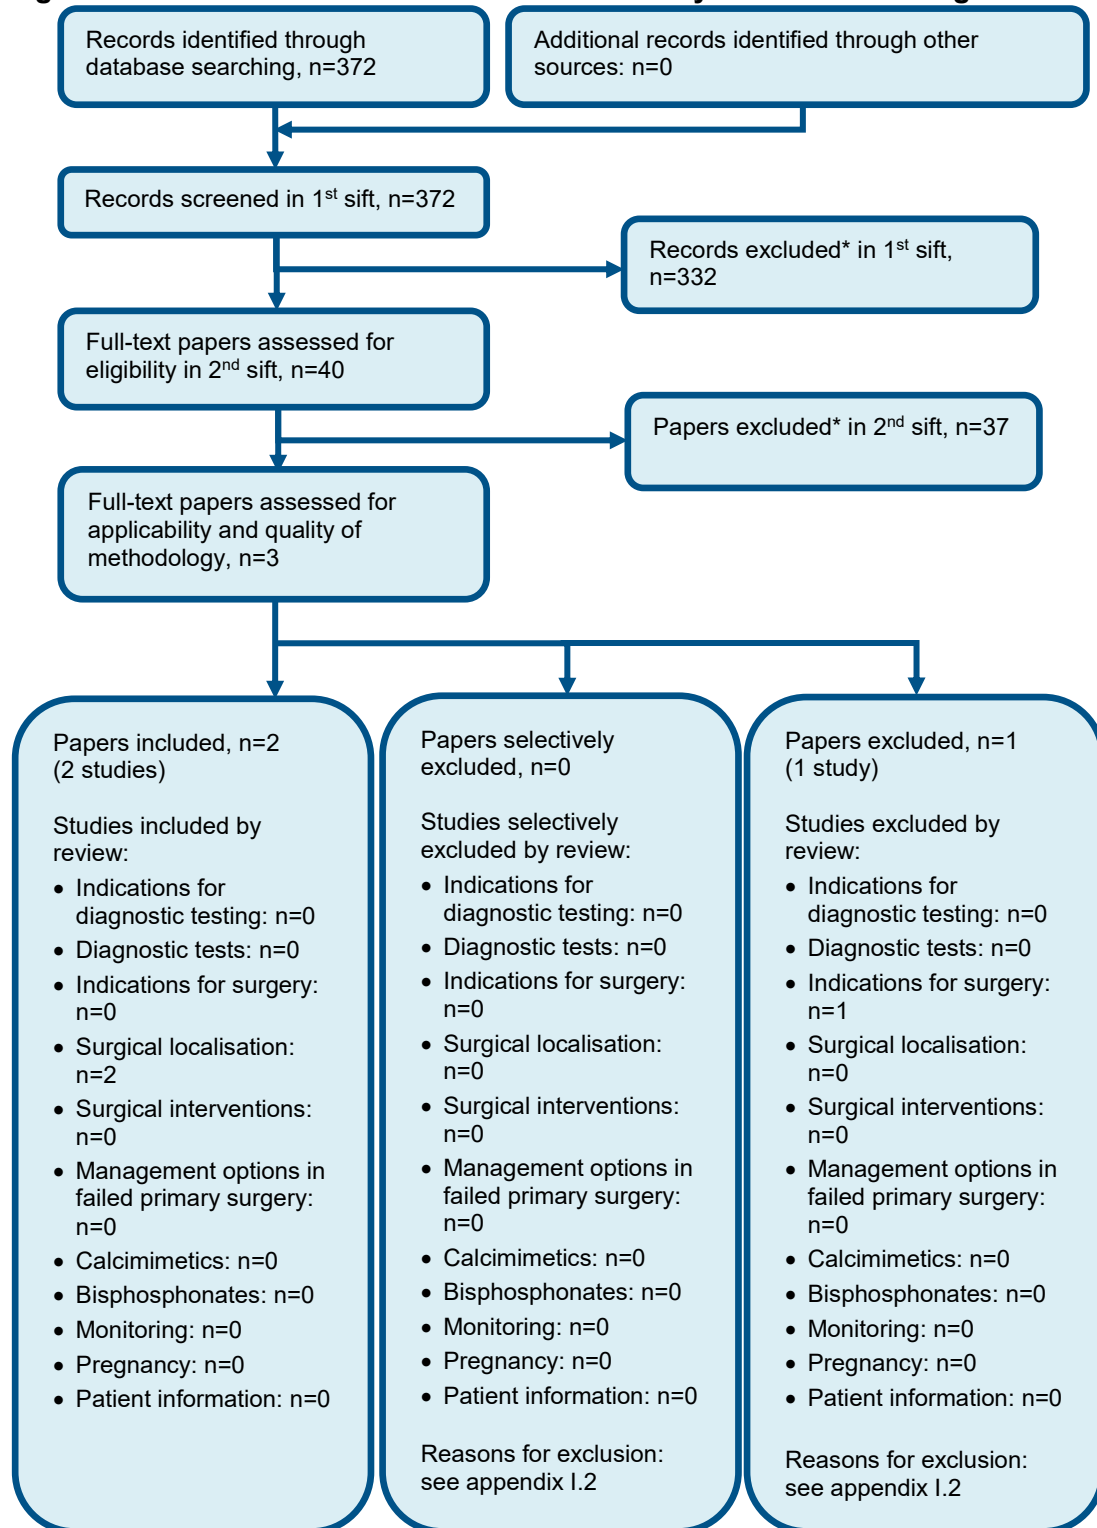 Records identified through
database searching, n=372
Additional records identified through other
sources: n=0
Records screened in 1st sift, n=372
Records excluded* in 1st sift,
n=332
Full-text papers assessed for
eligibility in 2nd sift, n=40
Papers excluded* in 2nd sift, n=37
Full-text papers assessed for
applicability and quality of
methodology, n=3
Papers included, n=2
(2 studies)
Studies included by
review:
• Indications for
diagnostic testing: n=0
• Diagnostic tests: n=0
• Indications for surgery:
n=0
• Surgical localisation:
n=2
• Surgical interventions:
n=0
• Management options in
failed primary surgery:
n=0
• Calcimimetics: n=0
• Bisphosphonates: n=0
• Monitoring: n=0
• Pregnancy: n=0
• Patient information: n=0
Papers selectively
excluded, n=0
Studies selectively
excluded by review:
• Indications for
diagnostic testing: n=0
• Diagnostic tests: n=0
• Indications for surgery:
n=0
• Surgical localisation:
n=0
• Surgical interventions:
n=0
• Management options in
failed primary surgery:
n=0
• Calcimimetics: n=0
• Bisphosphonates: n=0
• Monitoring: n=0
• Pregnancy: n=0
• Patient information: n=0
Reasons for exclusion:
see appendix I.2
Papers excluded, n=1
(1 study)
Studies excluded by
review:
• Indications for
diagnostic testing: n=0
• Diagnostic tests: n=0
• Indications for surgery:
n=1
• Surgical localisation:
n=0
• Surgical interventions:
n=0
• Management options in
failed primary surgery:
n=0
• Calcimimetics: n=0
• Bisphosphonates: n=0
• Monitoring: n=0
• Pregnancy: n=0
• Patient information: n=0
Reasons for exclusion:
see appendix I.2